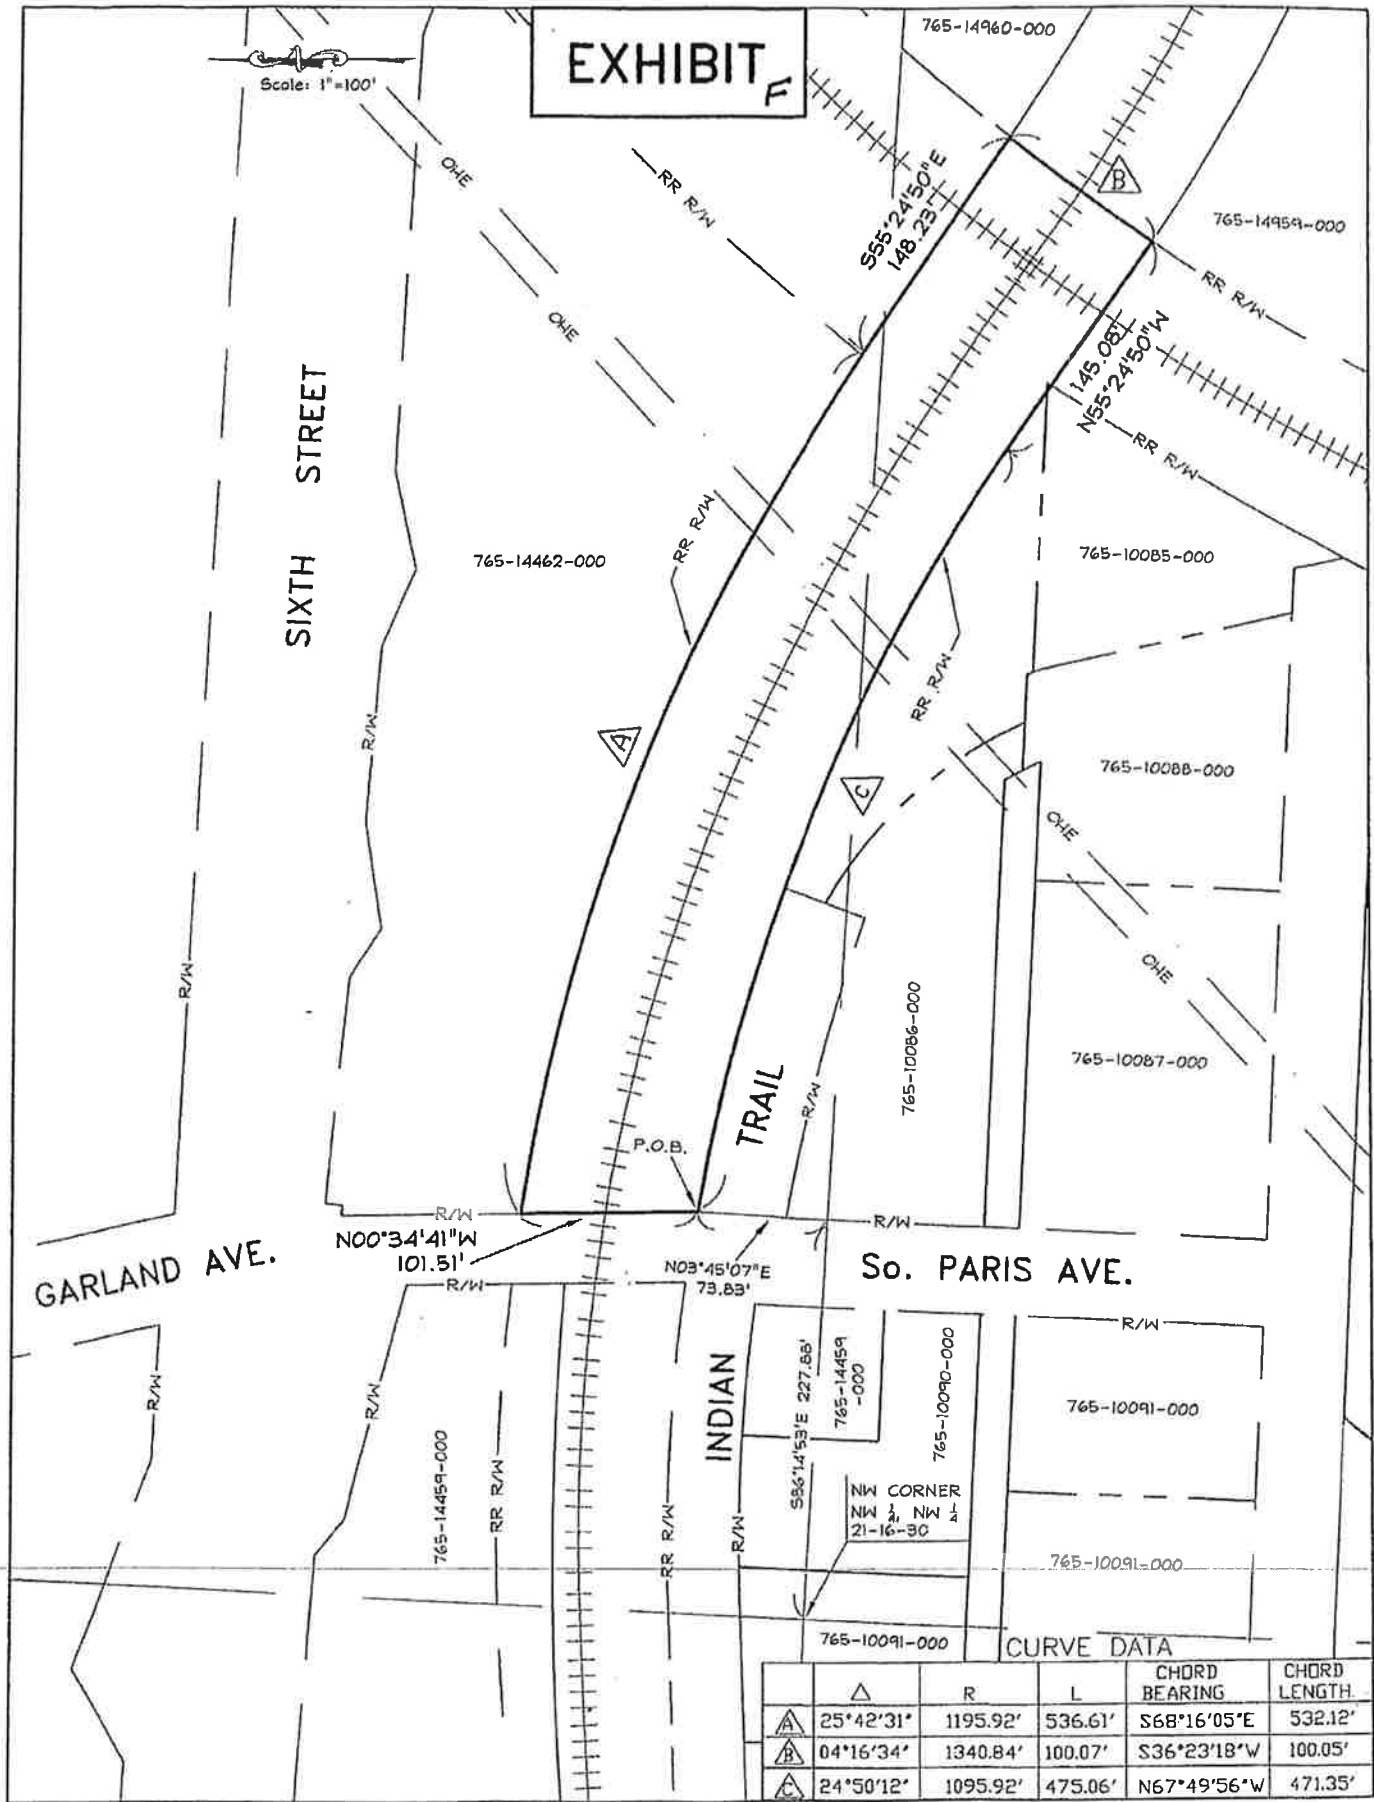 EXHIBIT F
Scale: 1"=100'
765-14960-000
OHE
RR R/W
S55°24'50"E
148.23'
B
765-14959-000
RR R/W
OHE
145.08'
N55°24'50"W
RR R/W
SIXTH STREET
765-14462-000
RR R/W
765-10085-000
RR R/W
R/W
A
C
765-10088-000
OHE
R/W
OHE
765-10086-000
765-10087-000
TRAIL
R/W
P.O.B.
R/W
N00°34'41"W
101.51'
R/W
GARLAND AVE.
N03°45'07"E
73.83'
So. PARIS AVE.
R/W
R/W
R/W
R/W
INDIAN
S86°14'53"E 227.88'
765-14459
-000
765-10090-000
765-10091-000
765-14459-000
RR R/W
RR R/W
R/W
NW CORNER
NW ¼, NW ¼
21-16-30
765-10091-000
765-10091-000
CURVE DATA
△ R L CHORD BEARING CHORD LENGTH.
A 25°42'31" 1195.92' 536.61' S68°16'05"E 532.12'
B 04°16'34" 1340.84' 100.07' S36°23'18"W 100.05'
C 24°50'12" 1095.92' 475.06' N67°49'56"W 471.35'